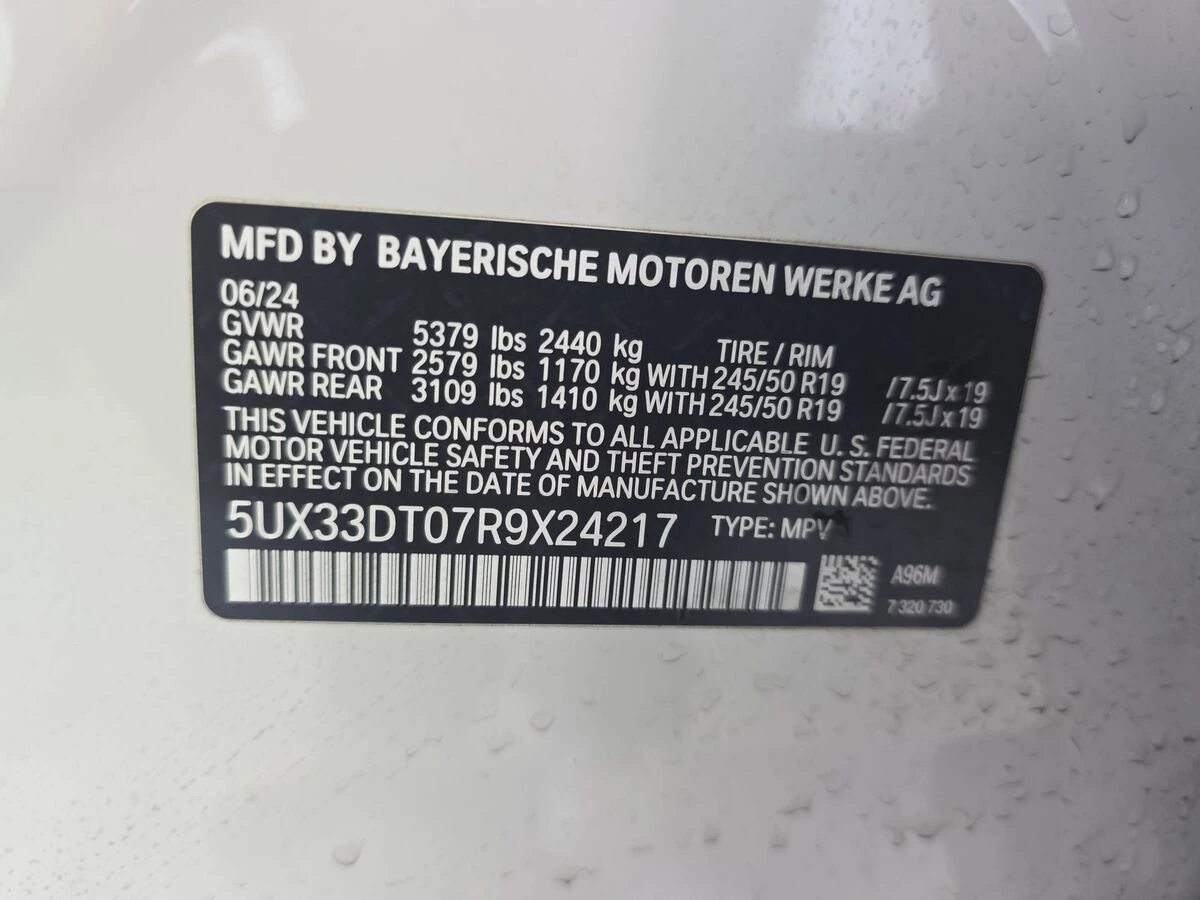 MFD BY BAYERISCHE MOTOREN WERKE AG
06/24
GVWR 5379 lbs 2440 kg TIRE / RIM
GAWR FRONT 2579 lbs 1170 kg WITH 245/50 R19 /7.5J x 19
GAWR REAR 3109 lbs 1410 kg WITH 245/50 R19 /7.5J x 19
THIS VEHICLE CONFORMS TO ALL APPLICABLE U. S. FEDERAL
MOTOR VEHICLE SAFETY AND THEFT PREVENTION STANDARDS
IN EFFECT ON THE DATE OF MANUFACTURE SHOWN ABOVE.
5UX33DT07R9X24217 TYPE: MPV
A96M
7 320 730